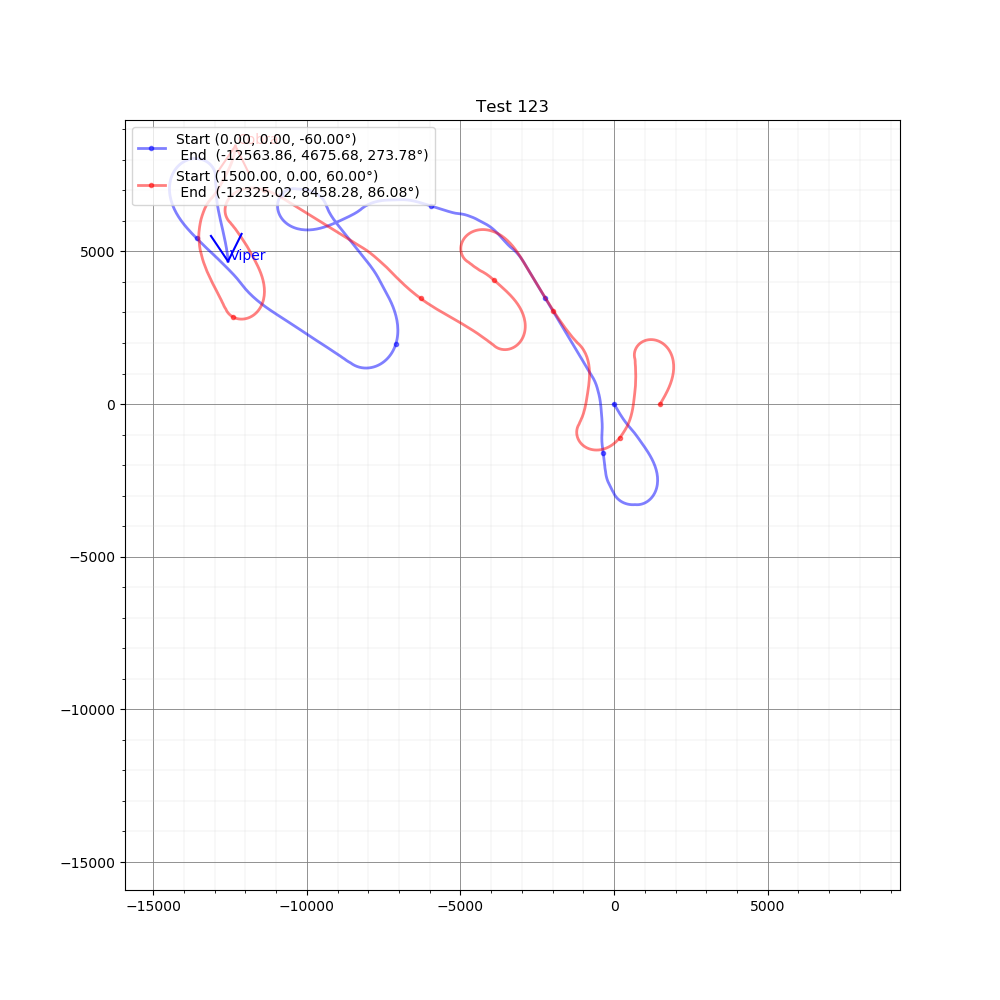 Test 123
Start (0.00, 0.00, -60.00°)
End (-12563.86, 4675.68, 273.78°)
Start (1500.00, 0.00, 60.00°)
End (-12325.02, 8458.28, 86.08°)
Viper
5000
0
−5000
−10000
−15000
−15000 −10000 −5000 0 5000